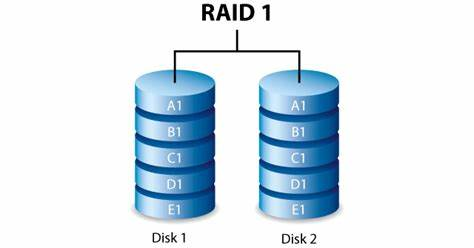 RAID 1
A1 A1
B1 B1
C1 C1
D1 D1
E1 E1
Disk 1 Disk 2